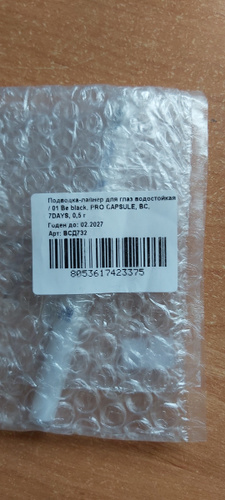 Подводка-лайнер для глаз водостойкая
/ 01 Be black, PRO CAPSULE, BC,
7DAYS, 0,5 г
Годен до: 02.2027
Арт: ВСД732
8053617423375